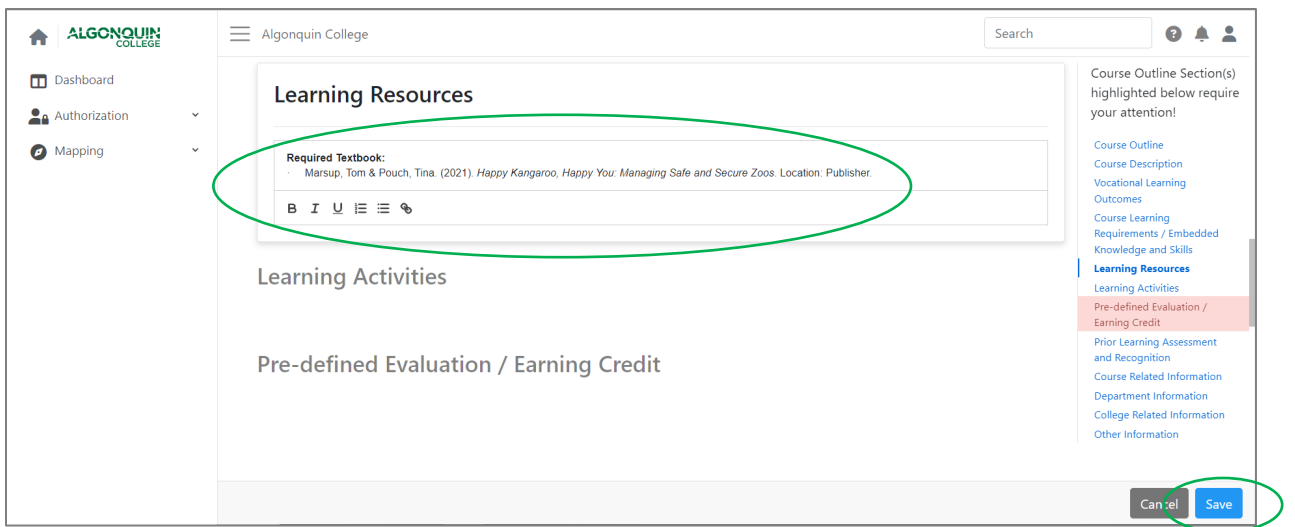 ALGONQUIN
COLLEGE
Algonquin College
Search
Dashboard
Authorization
Mapping
Learning Resources
Required Textbook:
· Marsup, Tom & Pouch, Tina. (2021). Happy Kangaroo, Happy You: Managing Safe and Secure Zoos. Location: Publisher.
B I U
Learning Activities
Pre-defined Evaluation / Earning Credit
Course Outline Section(s)
highlighted below require
your attention!
Course Outline
Course Description
Vocational Learning
Outcomes
Course Learning
Requirements / Embedded
Knowledge and Skills
Learning Resources
Learning Activities
Pre-defined Evaluation /
Earning Credit
Prior Learning Assessment
and Recognition
Course Related Information
Department Information
College Related Information
Other Information
Cancel
Save